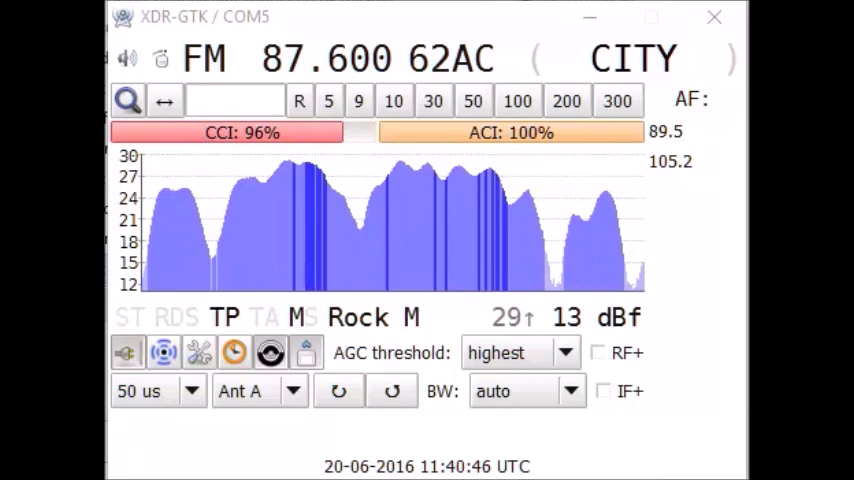 XDR-GTK / COM5
FM 87.600 62AC ( CITY )
R 5 9 10 30 50 100 200 300 AF:
CCI: 96% ACI: 100% 89.5
105.2
30
27
24
21
18
15
12
ST RDS TP TA MS Rock M 29↑ 13 dBf
AGC threshold: highest RF+
50 us Ant A ↻ ↺ BW: auto IF+
20-06-2016 11:40:46 UTC